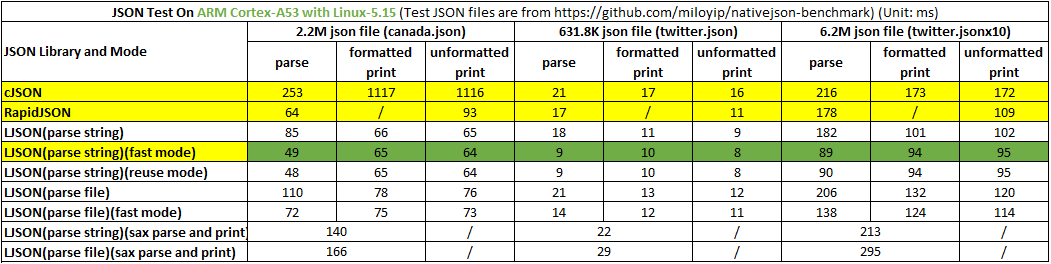 JSON Test On ARM Cortex-A53 with Linux-5.15 (Test JSON files are from https://github.com/miloyip/nativejson-benchmark) (Unit: ms)
JSON Library and Mode 2.2M json file (canada.json) 631.8K json file (twitter.json) 6.2M json file (twitter.jsonx10)
parse formatted print unformatted print parse formatted print unformatted print parse formatted print unformatted print
cJSON 253 1117 1116 21 17 16 216 173 172
RapidJSON 64 / 93 17 / 11 178 / 109
LJSON(parse string) 85 66 65 18 11 9 182 101 102
LJSON(parse string)(fast mode) 49 65 64 9 10 8 89 94 95
LJSON(parse string)(reuse mode) 48 65 64 9 10 8 90 94 95
LJSON(parse file) 110 78 76 21 13 12 206 132 120
LJSON(parse file)(fast mode) 72 75 73 14 12 11 138 124 114
LJSON(parse string)(sax parse and print) 140 / 22 / 213 /
LJSON(parse file)(sax parse and print) 166 / 29 / 295 /